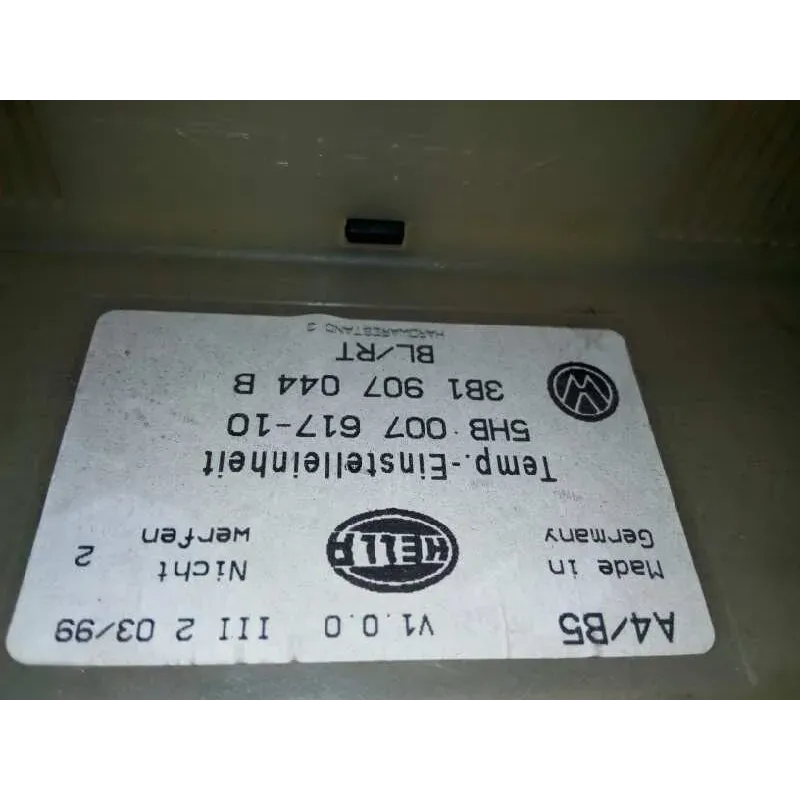 A4/B5 V1.0.0 III 2 03/99
Made in
Germany
HELLA
Nicht
werfen
2
Temp.-Einstelleinheit
5HB 007 617-10
3B1 907 044 B
VW
BL/RT
HARDWARESTAND 3